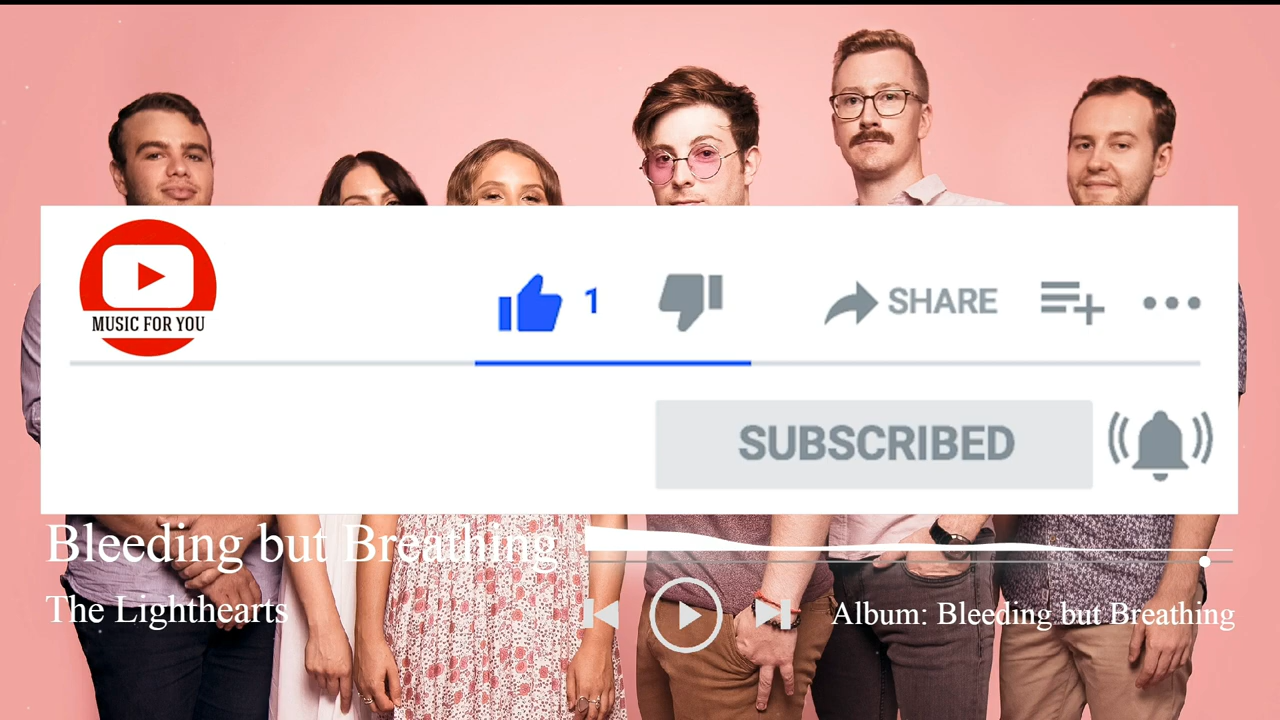 MUSIC FOR YOU
1
SHARE
SUBSCRIBED
Bleeding but Breathing
The Lighthearts
Album: Bleeding but Breathing